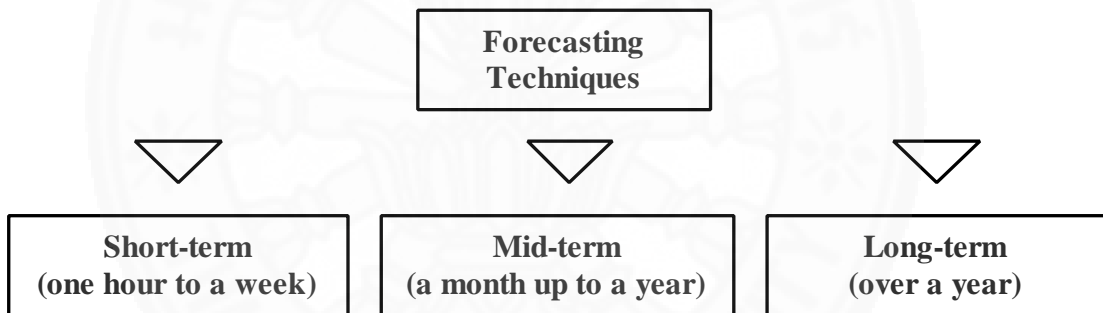 Forecasting
Techniques
Short-term
(one hour to a week)
Mid-term
(a month up to a year)
Long-term
(over a year)